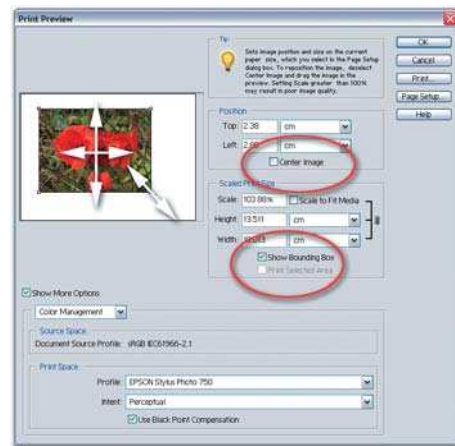 Print Preview
Tip
Sets image position and size on the current
paper size, which you select in the Page Setup
dialog box. To reposition the image, deselect
Center Image and drag the image in the
preview. Setting Scale greater than 100%
may result in poor image quality.
OK
Cancel
Print...
Page Setup...
Help
Position
Top: 2.38 cm
Left: cm
Center Image
Scaled Print Size
Scale: 103.88% Scale to Fit Media
Height: 13.511 cm
Width: cm
Show Bounding Box
Print Selected Area
Show More Options
Color Management
Source Space
Document Source Profile: sRGB IEC61966-2.1
Print Space
Profile: EPSON Stylus Photo 750
Intent: Perceptual
Use Black Point Compensation